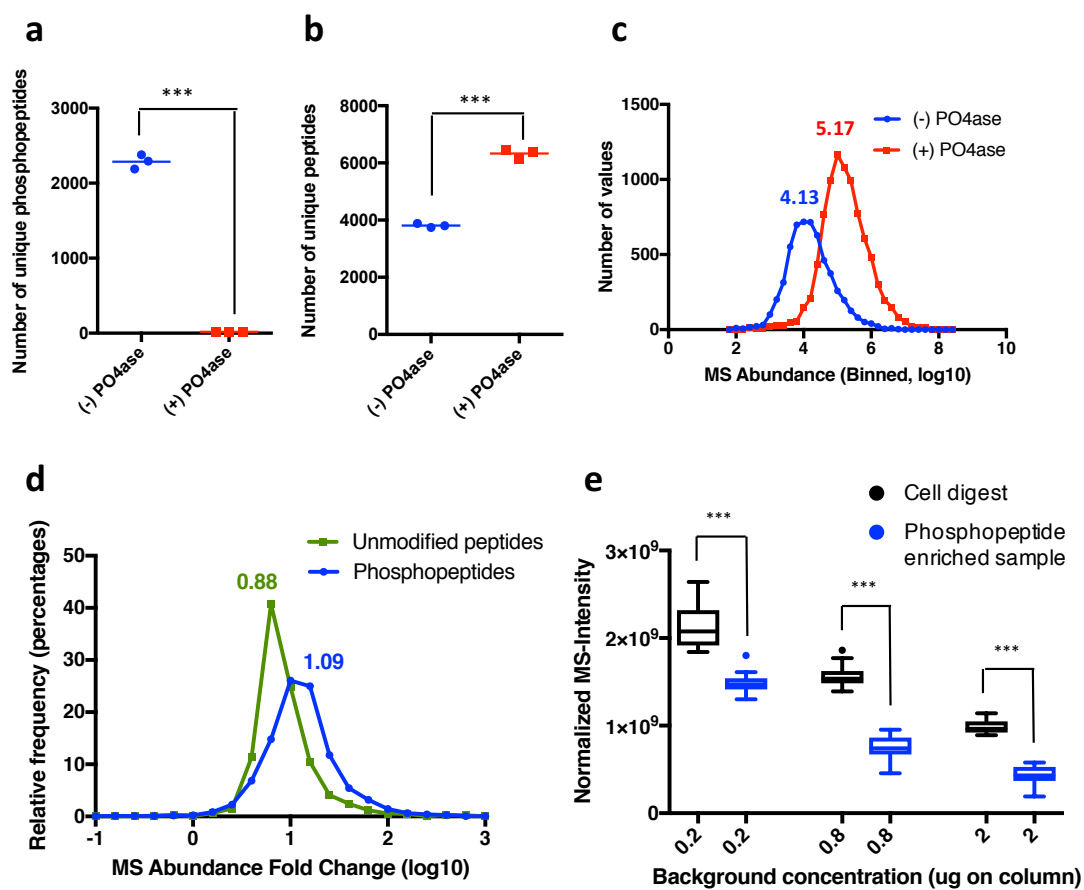 a
Number of unique phosphopeptides
3000
2000
1000
0
***
(-) PO4ase
(+) PO4ase
b
Number of unique peptides
8000
6000
4000
2000
0
***
(-) PO4ase
(+) PO4ase
c
Number of values
1500
1000
500
0
5.17
4.13
(-) PO4ase
(+) PO4ase
0
2
4
6
8
10
MS Abundance (Binned, log10)
d
Relative frequency (percentages)
50
40
30
20
10
0
0.88
1.09
Unmodified peptides
Phosphopeptides
-1
0
1
2
3
MS Abundance Fold Change (log10)
e
Cell digest
Phosphopeptide
enriched sample
Normalized MS-Intensity
3×10⁹
2×10⁹
1×10⁹
0
***
***
***
0.2
0.2
0.8
0.8
2
2
Background concentration (ug on column)